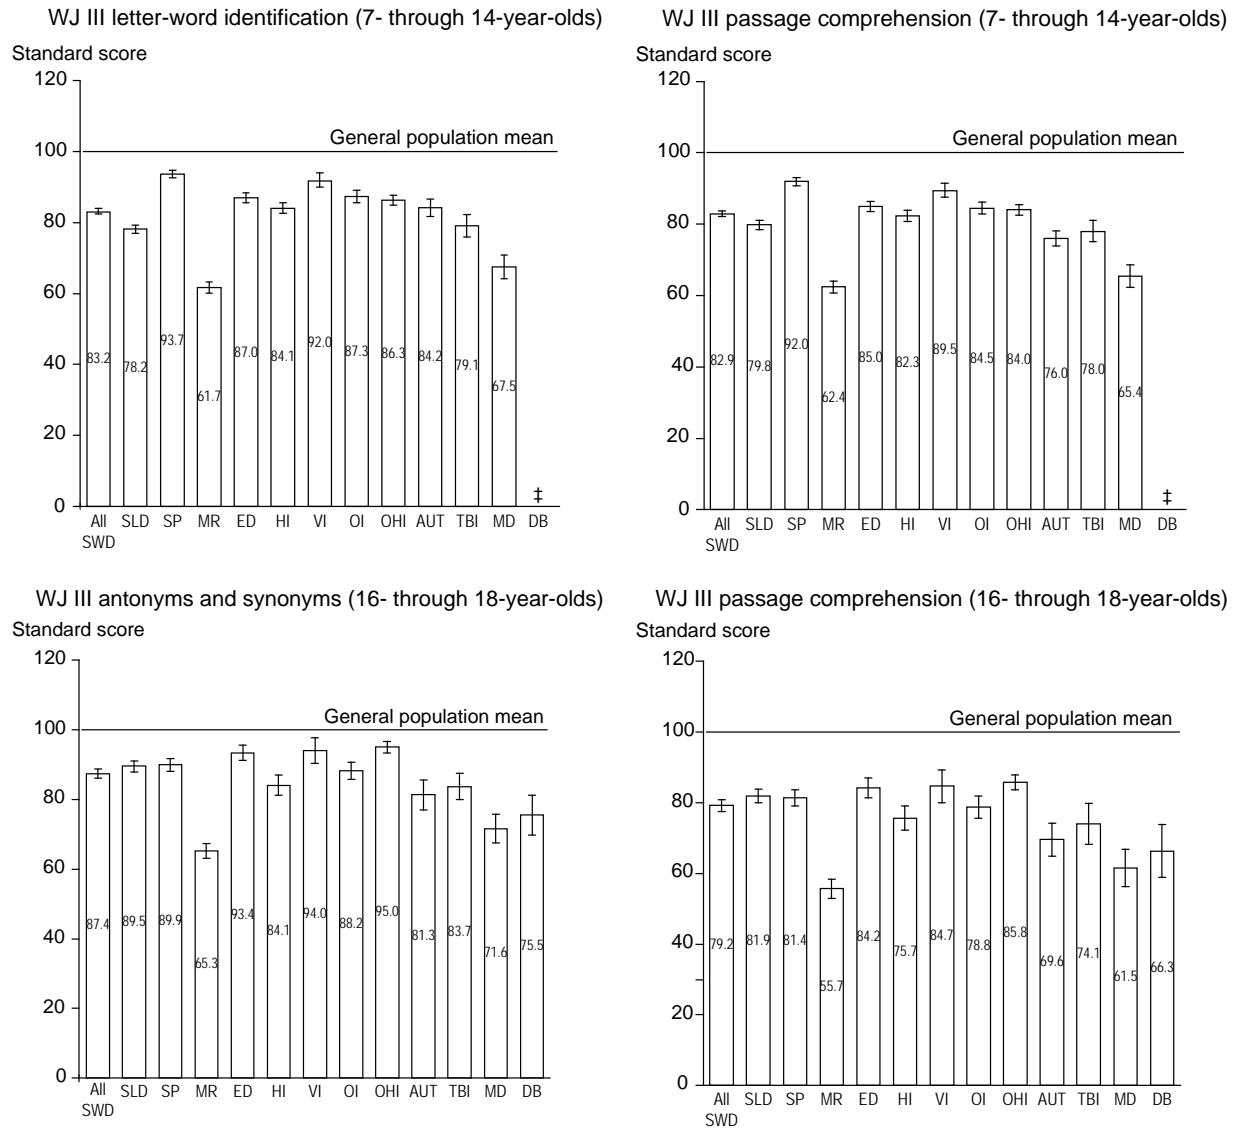 WJ III letter-word identification (7- through 14-year-olds)
Standard score
120
100
80
60
40
20
0
General population mean
83.2 78.2 93.7 61.7 87.0 84.1 92.0 87.3 86.3 84.2 79.1 67.5 ‡
All SWD SLD SP MR ED HI VI OI OHI AUT TBI MD DB
WJ III passage comprehension (7- through 14-year-olds)
Standard score
120
100
80
60
40
20
0
General population mean
82.9 79.8 92.0 62.4 85.0 82.3 89.5 84.5 84.0 76.0 78.0 65.4 ‡
All SWD SLD SP MR ED HI VI OI OHI AUT TBI MD DB
WJ III antonyms and synonyms (16- through 18-year-olds)
Standard score
120
100
80
60
40
20
0
General population mean
87.4 89.5 89.9 65.3 93.4 84.1 94.0 88.2 95.0 81.3 83.7 71.6 75.5
All SWD SLD SP MR ED HI VI OI OHI AUT TBI MD DB
WJ III passage comprehension (16- through 18-year-olds)
Standard score
120
100
80
60
40
20
0
General population mean
79.2 81.9 81.4 55.7 84.2 75.7 84.7 78.8 85.8 69.6 74.1 61.5 66.3
All SWD SLD SP MR ED HI VI OI OHI AUT TBI MD DB